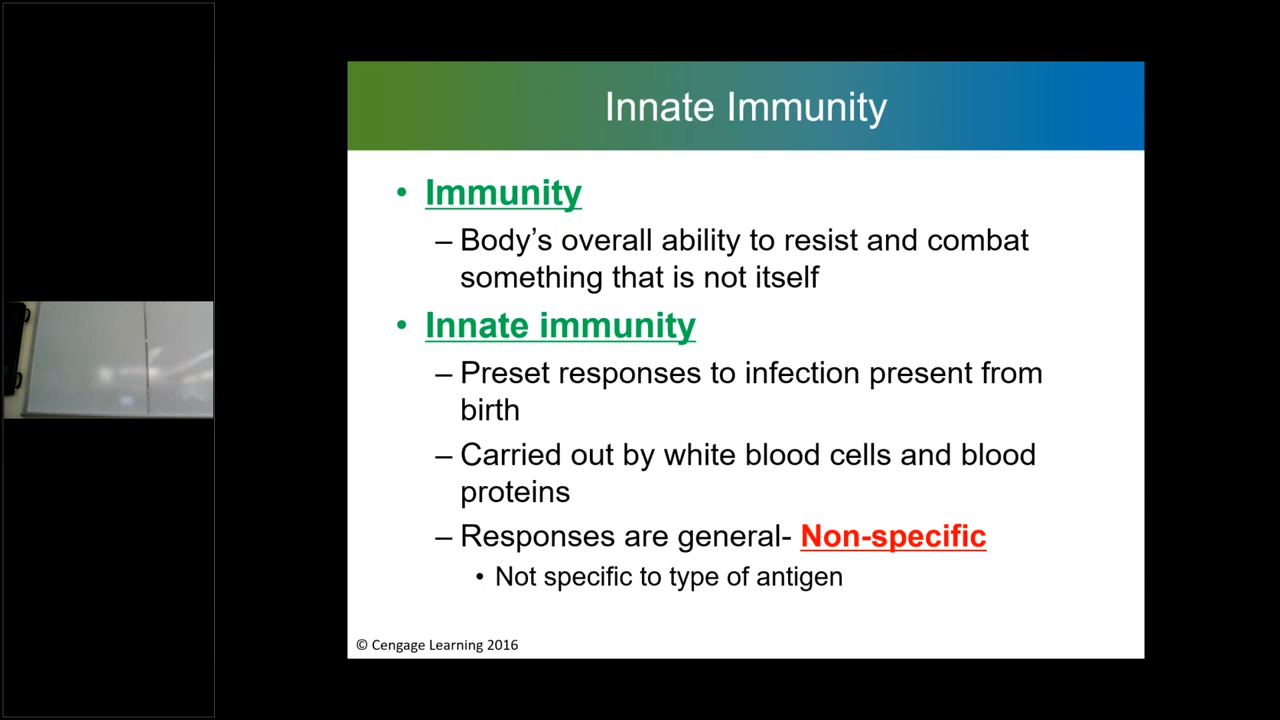 Innate Immunity
• Immunity
– Body’s overall ability to resist and combat
something that is not itself
• Innate immunity
– Preset responses to infection present from
birth
– Carried out by white blood cells and blood
proteins
– Responses are general- Non-specific
• Not specific to type of antigen
© Cengage Learning 2016